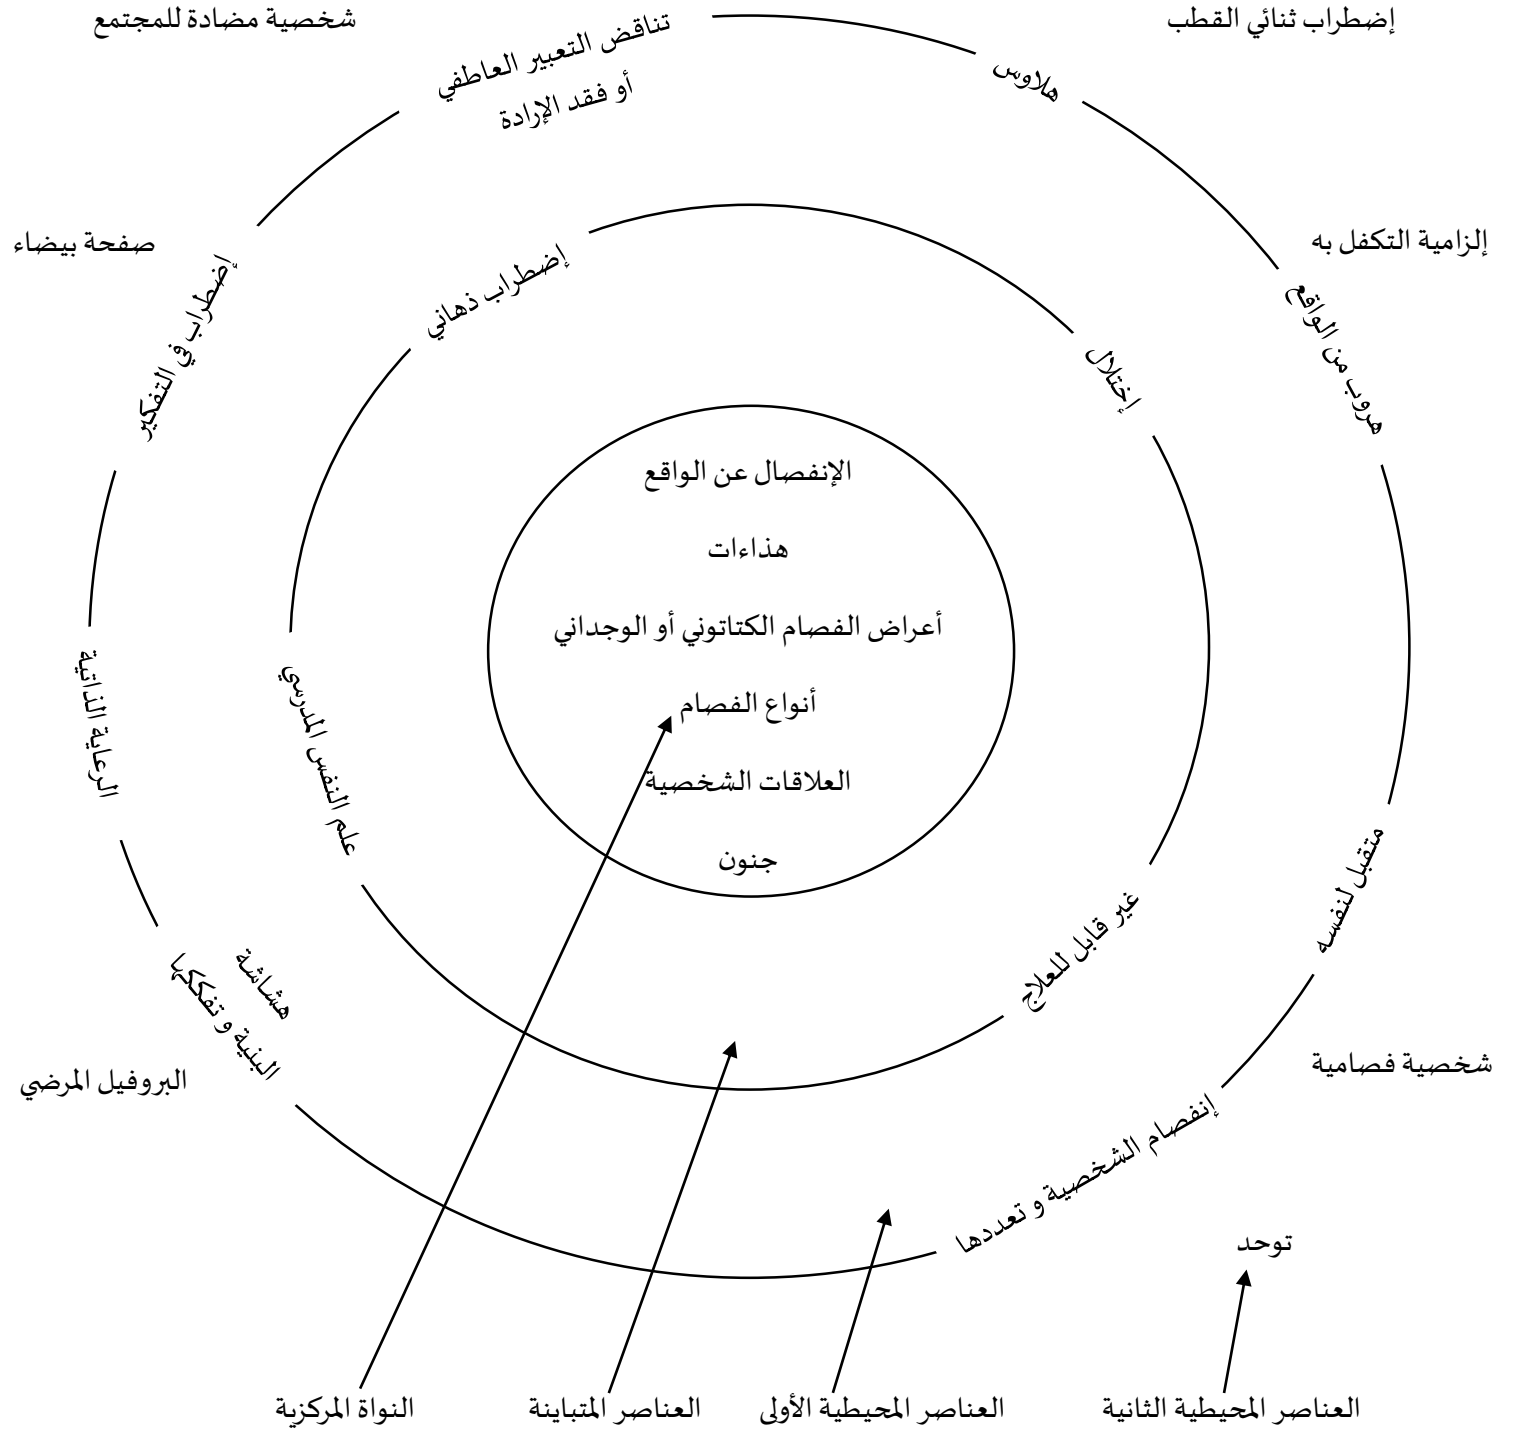 إضطراب ثنائي القطب
شخصية مضادة للمجتمع
تناقض التعبير العاطفي
أو فقد الإرادة
هلاوس
إلزامية التكفل به
صفحة بيضاء
هروب من الواقع
إضطراب في التفكير
إضطراب ذهاني
إختلال
الإنفصال عن الواقع
هذاءات
أعراض الفصام الكتاتوني أو الوجداني
أنواع الفصام
العلاقات الشخصية
جنون
علم النفس المدرسي
الرعاية الذاتية
متقبل لنفسه
غير قابل للعلاج
هشاشة
البنية و تفككها
شخصية فصامية
البروفيل المرضي
إنفصام الشخصية و تعددها
توحد
العناصر المحيطية الثانية
العناصر المحيطية الأولى
العناصر المتباينة
النواة المركزية